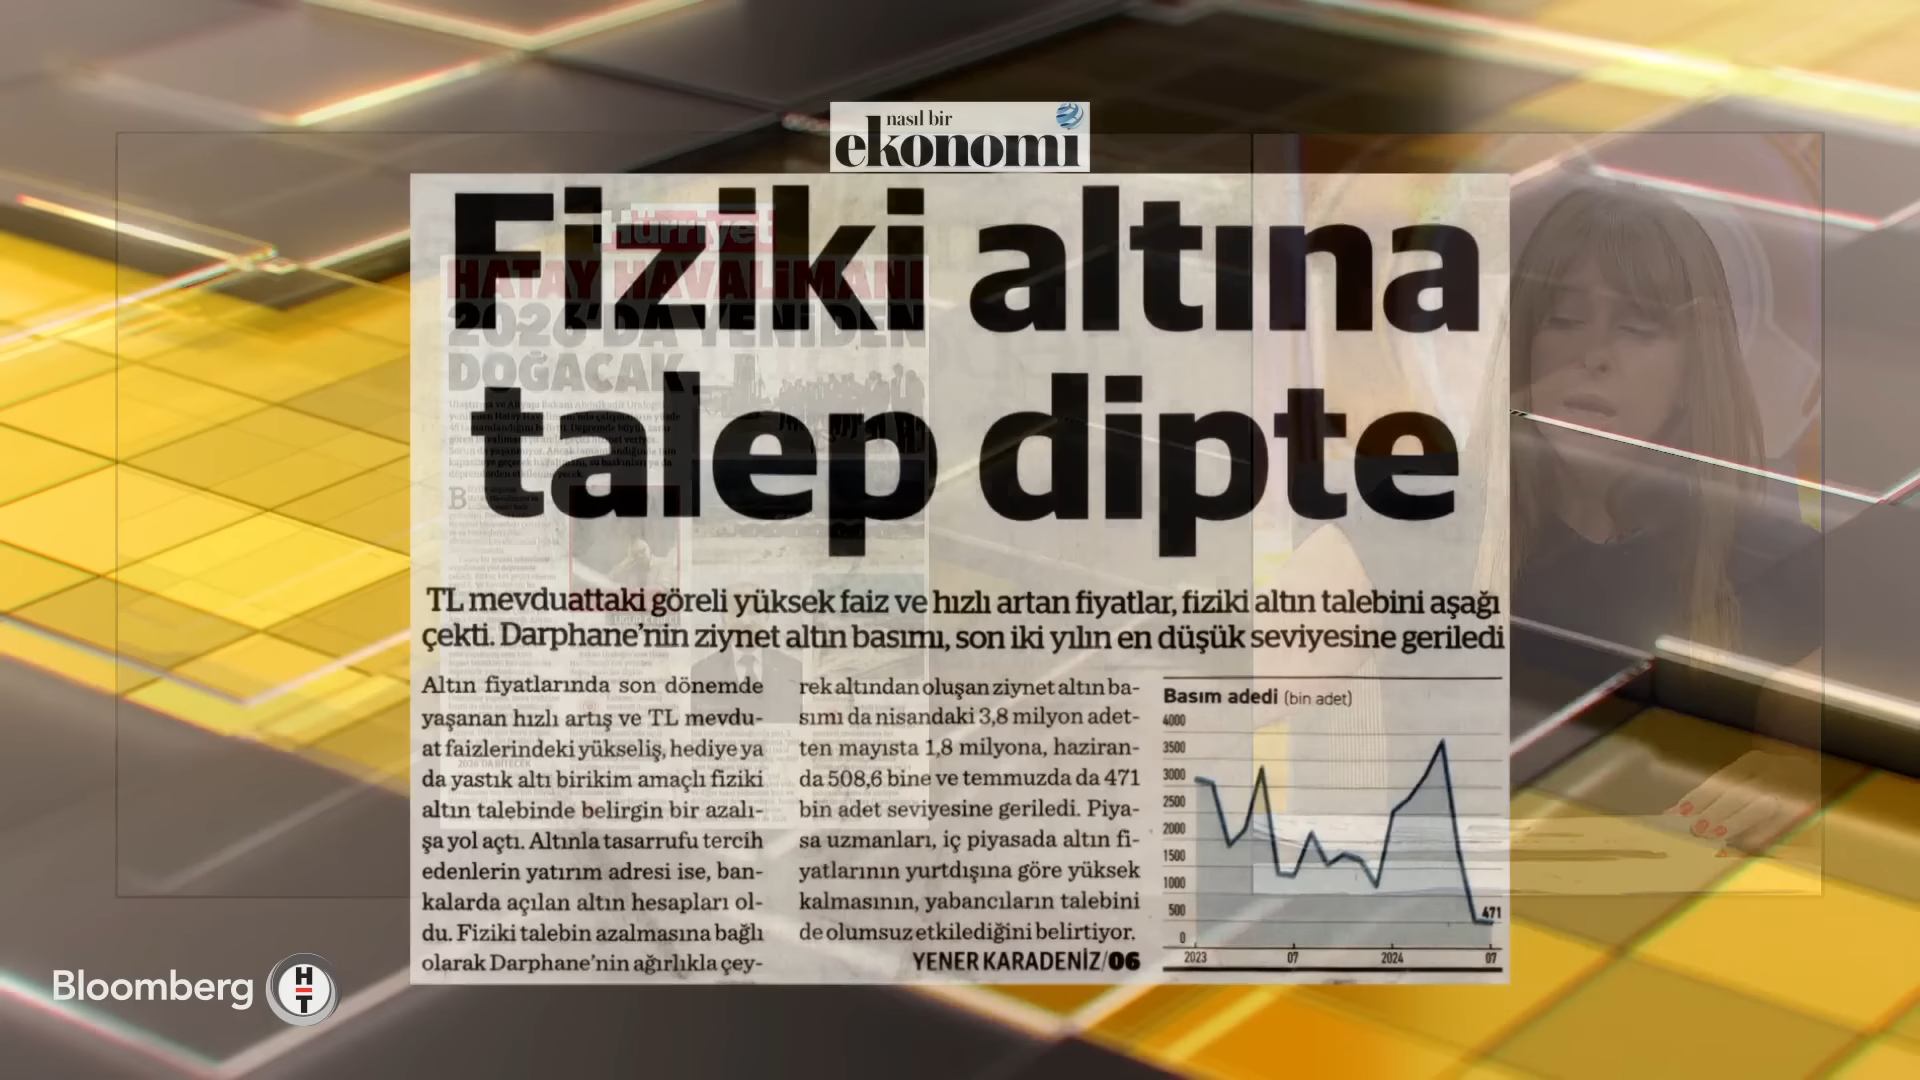 nasıl bir
ekonomi
Fiziki altına
talep dipte
TL mevduattaki göreli yüksek faiz ve hızlı artan fiyatlar, fiziki altın talebini aşağı
çekti. Darphane'nin ziynet altın basımı, son iki yılın en düşük seviyesine geriledi
Altın fiyatlarında son dönemde
yaşanan hızlı artış ve TL mevdu-
at faizlerindeki yükseliş, hediye ya
da yastık altı birikim amaçlı fiziki
altın talebinde belirgin bir azalı-
şa yol açtı. Altınla tasarrufu tercih
edenlerin yatırım adresi ise, ban-
kalarda açılan altın hesapları ol-
du. Fiziki talebin azalmasına bağlı
olarak Darphane'nin ağırlıkla çey-
rek altından oluşan ziynet altın ba-
sımı da nisandaki 3,8 milyon adet-
ten mayısta 1,8 milyona, haziran-
da 508,6 bine ve temmuzda da 471
bin adet seviyesine geriledi. Piya-
sa uzmanları, iç piyasada altın fi-
yatlarının yurtdışına göre yüksek
kalmasının, yabancıların talebini
de olumsuz etkilediğini belirtiyor.
YENER KARADENİZ/06
Basım adedi (bin adet)
4000
3500
3000
2500
2000
1500
1000
500
0
471
2023 07 2024 07
Hürriyet
HATAY HAVALİMANI
2026'DA YENİDEN
DOĞACAK
Bloomberg HT